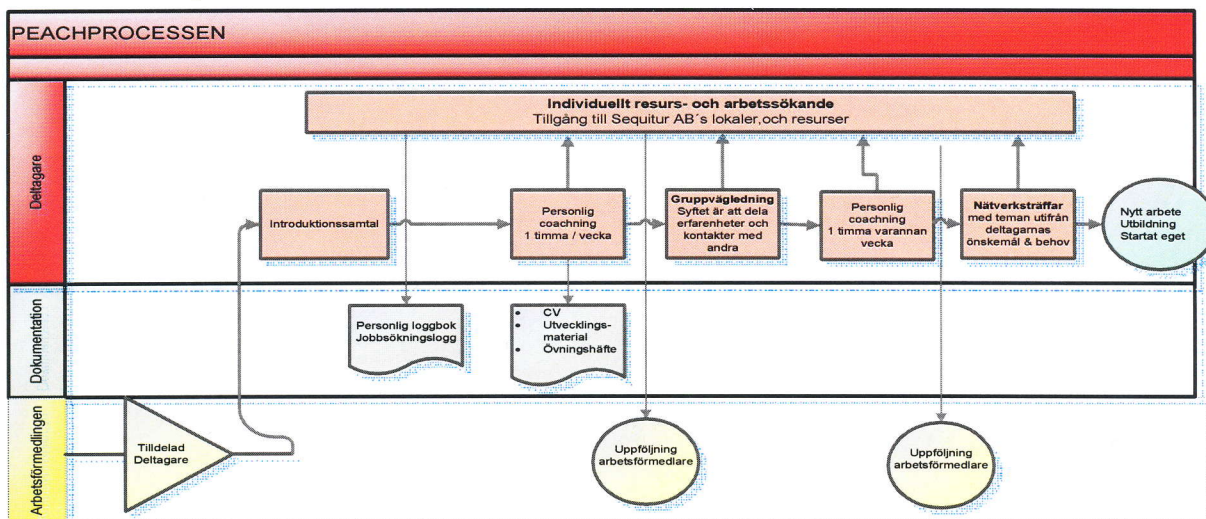 PEACHPROCESSEN
Deltagare
Individuellt resurs- och arbetssökande
Tillgång till Sequitur AB´s lokaler,och resurser
Introduktionssamtal
Personlig
coachning
1 timma / vecka
Gruppvägledning
Syftet är att dela
erfarenheter och
kontakter med
andra
Personlig
coachning
1 timma varannan
vecka
Nätverksträffar
med teman utifrån
deltagarnas
önskemål & behov
Nytt arbete
Utbildning
Startat eget
Dokumentation
Personlig loggbok
Jobbsökningslogg
• CV
• Utvecklings-
material
• Övningshäfte
Arbetsförmedlingen
Tilldelad
Deltagare
Uppföljning
arbetsförmedlare
Uppföljning
arbetsförmedlare